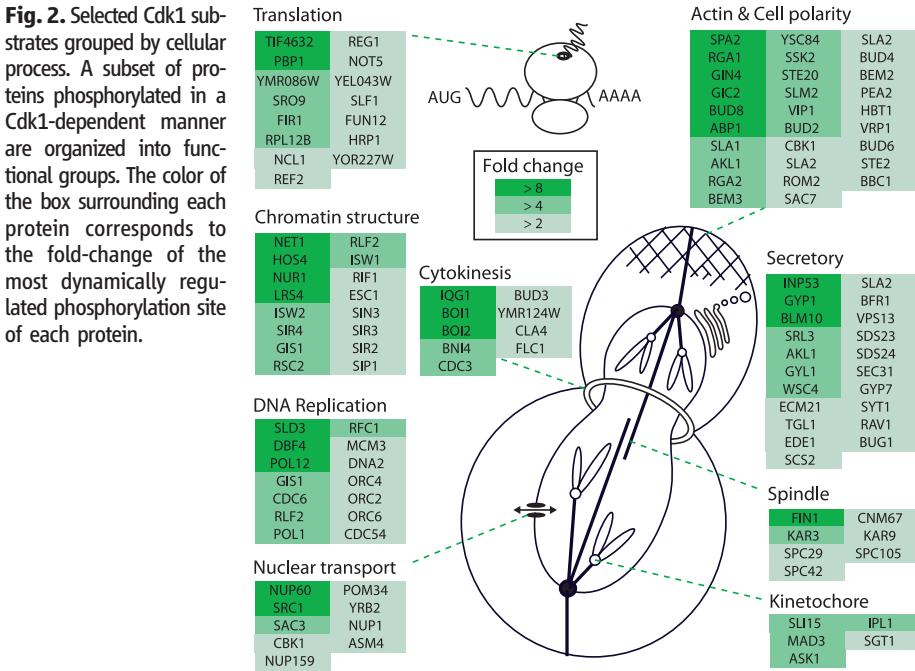 Fig. 2. Selected Cdk1 sub-
strates grouped by cellular
process. A subset of pro-
teins phosphorylated in a
Cdk1-dependent manner
are organized into func-
tional groups. The color of
the box surrounding each
protein corresponds to
the fold-change of the
most dynamically regu-
lated phosphorylation site
of each protein.
Translation
TIF4632 REG1
PBP1 NOT5
YMR086W YEL043W
SRO9 SLF1
FIR1 FUN12
RPL12B HRP1
NCL1 YOR227W
REF2
AUG AAAA
Fold change
> 8
> 4
> 2
Actin & Cell polarity
SPA2 YSC84 SLA2
RGA1 SSK2 BUD4
GIN4 STE20 BEM2
GIC2 SLM2 PEA2
BUD8 VIP1 HBT1
ABP1 BUD2 VRP1
SLA1 CBK1 BUD6
AKL1 SLA2 STE2
RGA2 ROM2 BBC1
BEM3 SAC7
Chromatin structure
NET1 RLF2
HOS4 ISW1
NUR1 RIF1
LRS4 ESC1
ISW2 SIN3
SIR4 SIR3
GIS1 SIR2
RSC2 SIP1
Cytokinesis
IQG1 BUD3
BOI1 YMR124W
BOI2 CLA4
BNI4 FLC1
CDC3
Secretory
INP53 SLA2
GYP1 BFR1
BLM10 VPS13
SRL3 SDS23
AKL1 SDS24
GYL1 SEC31
WSC4 GYP7
ECM21 SYT1
TGL1 RAV1
EDE1 BUG1
SCS2
DNA Replication
SLD3 RFC1
DBF4 MCM3
POL12 DNA2
GIS1 ORC4
CDC6 ORC2
RLF2 ORC6
POL1 CDC54
Spindle
FIN1 CNM67
KAR3 KAR9
SPC29 SPC105
SPC42
Nuclear transport
NUP60 POM34
SRC1 YRB2
SAC3 NUP1
CBK1 ASM4
NUP159
Kinetochore
SLI15 IPL1
MAD3 SGT1
ASK1